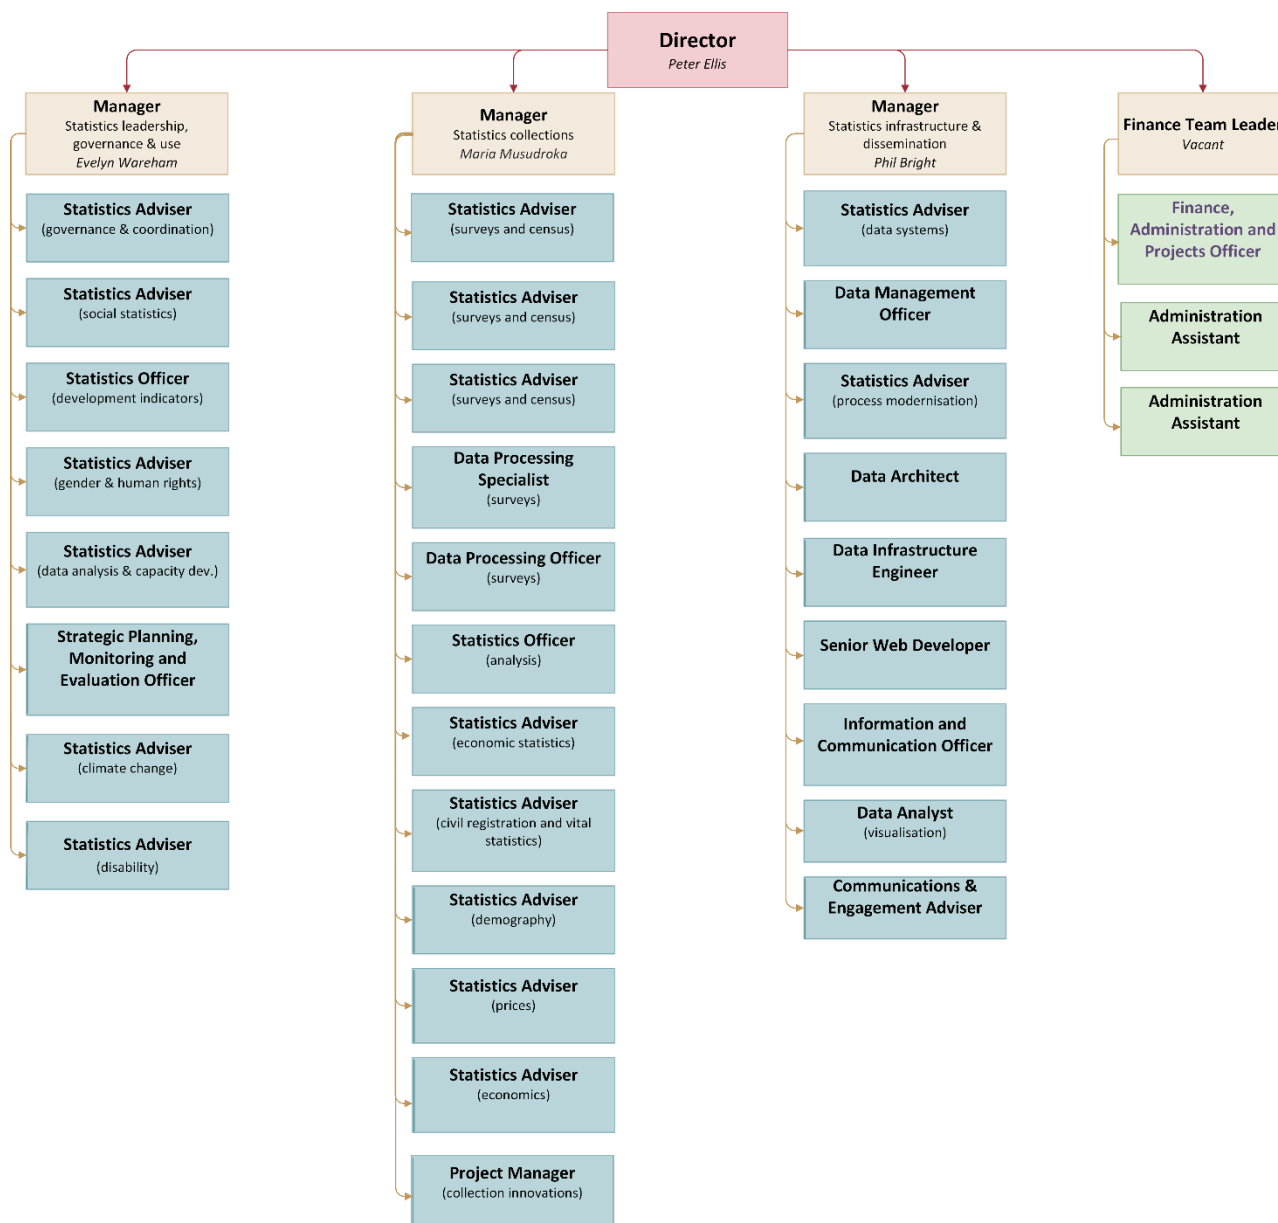 Director
Peter Ellis
Manager
Statistics leadership,
governance & use
Evelyn Wareham
Statistics Adviser
(governance & coordination)
Statistics Adviser
(social statistics)
Statistics Officer
(development indicators)
Statistics Adviser
(gender & human rights)
Statistics Adviser
(data analysis & capacity dev.)
Strategic Planning,
Monitoring and
Evaluation Officer
Statistics Adviser
(climate change)
Statistics Adviser
(disability)
Manager
Statistics collections
Maria Musudroka
Statistics Adviser
(surveys and census)
Statistics Adviser
(surveys and census)
Statistics Adviser
(surveys and census)
Data Processing
Specialist
(surveys)
Data Processing Officer
(surveys)
Statistics Officer
(analysis)
Statistics Adviser
(economic statistics)
Statistics Adviser
(civil registration and vital
statistics)
Statistics Adviser
(demography)
Statistics Adviser
(prices)
Statistics Adviser
(economics)
Project Manager
(collection innovations)
Manager
Statistics infrastructure &
dissemination
Phil Bright
Statistics Adviser
(data systems)
Data Management
Officer
Statistics Adviser
(process modernisation)
Data Architect
Data Infrastructure
Engineer
Senior Web Developer
Information and
Communication Officer
Data Analyst
(visualisation)
Communications &
Engagement Adviser
Finance Team Leader
Vacant
Finance,
Administration and
Projects Officer
Administration
Assistant
Administration
Assistant